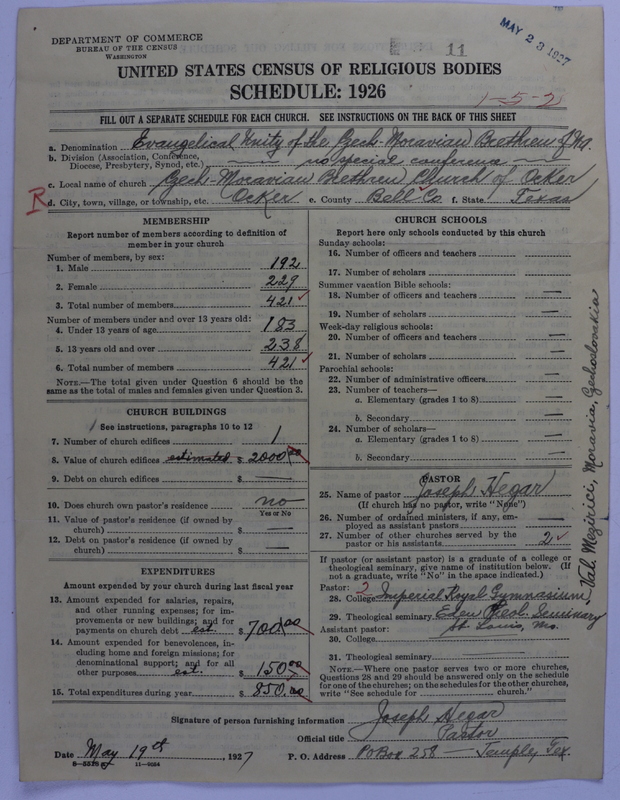 DEPARTMENT OF COMMERCE
BUREAU OF THE CENSUS
WASHINGTON
11
MAY 23 1927
UNITED STATES CENSUS OF RELIGIOUS BODIES
SCHEDULE: 1926
1-5-2
FILL OUT A SEPARATE SCHEDULE FOR EACH CHURCH. SEE INSTRUCTIONS ON THE BACK OF THIS SHEET
a. Denomination Evangelical Unity of the Czech-Moravian Brethren of N.A.
b. Division (Association, Conference,
Diocese, Presbytery, Synod, etc.) no special conference
c. Local name of church Czech-Moravian Brethren Church of Ocker
R d. City, town, village, or township, etc. Ocker e. County Bell Co f. State Texas
MEMBERSHIP
Report number of members according to definition of
member in your church
Number of members, by sex:
1. Male 192
2. Female 229
3. Total number of members 421 ✓
Number of members under and over 13 years old:
4. Under 13 years of age 183
5. 13 years old and over 238
6. Total number of members 421 ✓
NOTE.—The total given under Question 6 should be the
same as the total of males and females given under Question 3.
CHURCH BUILDINGS
See instructions, paragraphs 10 to 12
7. Number of church edifices 1
8. Value of church edifices estimated $ 2000.00
9. Debt on church edifices $ —
10. Does church own pastor's residence no
Yes or No
11. Value of pastor's residence (if owned by
church) $ —
12. Debt on pastor's residence (if owned by
church) $ —
EXPENDITURES
Amount expended by your church during last fiscal year
13. Amount expended for salaries, repairs,
and other running expenses; for im-
provements or new buildings; and for
payments on church debt est. $ 700.00
14. Amount expended for benevolences, in-
cluding home and foreign missions; for
denominational support; and for all
other purposes est. $ 150.00
15. Total expenditures during year $ 850.00
CHURCH SCHOOLS
Report here only schools conducted by this church
Sunday schools:
16. Number of officers and teachers
17. Number of scholars —
Summer vacation Bible schools:
18. Number of officers and teachers —
19. Number of scholars —
Week-day religious schools:
20. Number of officers and teachers —
21. Number of scholars —
Parochial schools:
22. Number of administrative officers —
23. Number of teachers—
a. Elementary (grades 1 to 8) —
b. Secondary —
24. Number of scholars—
a. Elementary (grades 1 to 8) —
b. Secondary —
PASTOR
25. Name of pastor Joseph Hegar
(If church has no pastor, write "None")
26. Number of ordained ministers, if any, em-
ployed as assistant pastors —
27. Number of other churches served by the
pastor or his assistants 2 ✓
If pastor (or assistant pastor) is a graduate of a college or
theological seminary, give name of institution below. (If
not a graduate, write "No" in the space indicated.)
Pastor: 2
28. College Imperial Royal Gymnasium – Val. Mezirici, Moravia, Czechoslovakia
29. Theological seminary Eden Theol. Seminary
St. Louis, Mo.
Assistant pastor:
30. College
31. Theological seminary
NOTE.—Where one pastor serves two or more churches,
Questions 28 and 29 should be answered only on the schedule
for one of the churches; on the schedules for the other churches,
write "See schedule for church."
Signature of person furnishing information Joseph Hegar
Official title Pastor
Date May 19th, 1927 P. O. Address PO Box 258 — Temple, Tex.
11—9034